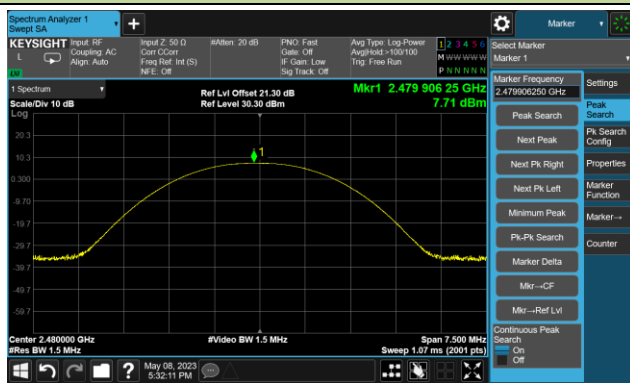 Spectrum Analyzer 1
Swept SA
Marker
KEYSIGHT Input: RF Input Z: 50 Ω #Atten: 20 dB PNO: Fast Avg Type: Log-Power 1 2 3 4 5 6
L Coupling: AC Corr CCorr Gate: Off Avg|Hold:>100/100 M W W W W W
Align: Auto Freq Ref: Int (S) IF Gain: Low Trig: Free Run
NFE: Off Sig Track: Off P N N N N N
Select Marker
Marker 1
1 Spectrum
Scale/Div 10 dB
Log
Ref Lvl Offset 21.30 dB
Ref Level 30.30 dBm
Mkr1 2.479 906 25 GHz
7.71 dBm
1
20.3
10.3
0.300
-9.70
-19.7
-29.7
-39.7
-49.7
-59.7
Center 2.480000 GHz #Video BW 1.5 MHz Span 7.500 MHz
#Res BW 1.5 MHz Sweep 1.07 ms (2001 pts)
Marker Frequency
2.479906250 GHz
Peak Search
Next Peak
Next Pk Right
Next Pk Left
Minimum Peak
Pk-Pk Search
Marker Delta
Mkr→CF
Mkr→Ref Lvl
Continuous Peak
Search
On
Off
Settings
Peak
Search
Pk Search
Config
Properties
Marker
Function
Marker→
Counter
May 08, 2023
5:32:11 PM